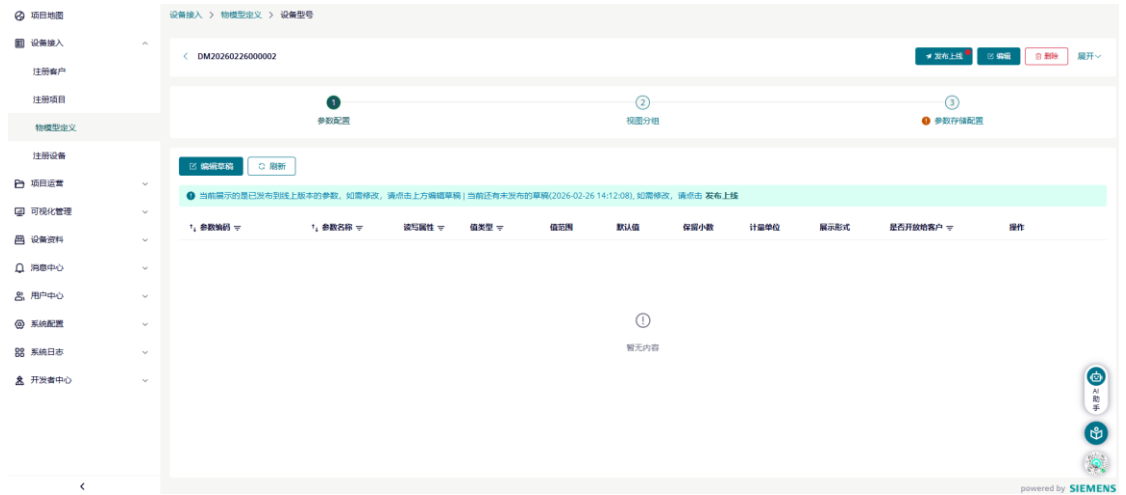 项目地图
设备接入 > 物模型定义 > 设备型号
设备接入
注册客户
注册项目
物模型定义
注册设备
项目运营
可视化管理
设备资料
消息中心
用户中心
系统配置
系统日志
开发者中心
DM20260226000002
发布上线
编辑
删除
展开
1
参数配置
2
视图分组
3
参数存储配置
编辑草稿
刷新
当前展示的是已发布到线上版本的参数，如需修改，请点击上方编辑草稿 | 当前还有未发布的草稿(2026-02-26 14:12:08), 如需修改，请点击 发布上线
参数编码 参数名称 读写属性 值类型 值范围 默认值 保留小数 计量单位 展示形式 是否开放给客户 操作
暂无内容
AI
助
手
powered by SIEMENS